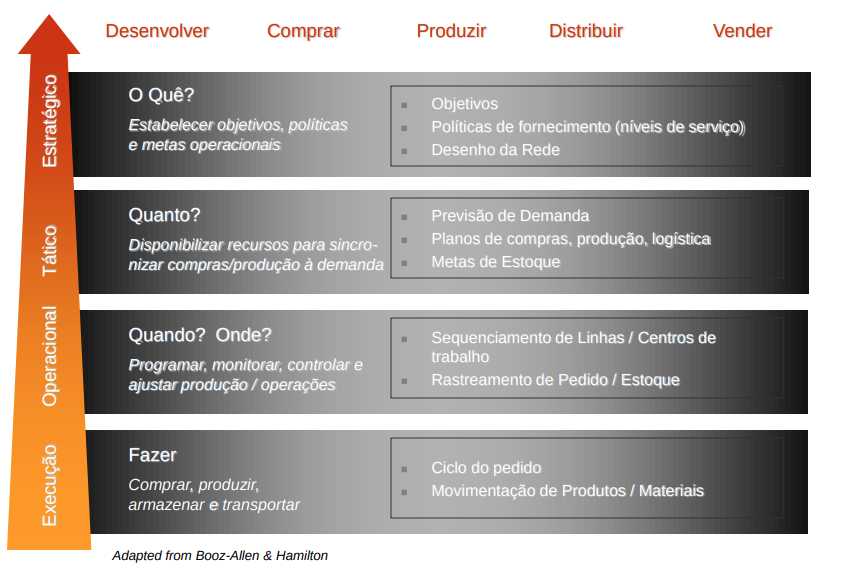 Desenvolver Comprar Produzir Distribuir Vender
Estratégico
O Quê?
Estabelecer objetivos, políticas
e metas operacionais
Objetivos
Políticas de fornecimento (níveis de serviço)
Desenho da Rede
Tático
Quanto?
Disponibilizar recursos para sincro-
nizar compras/produção à demanda
Previsão de Demanda
Planos de compras, produção, logística
Metas de Estoque
Operacional
Quando? Onde?
Programar, monitorar, controlar e
ajustar produção / operações
Sequenciamento de Linhas / Centros de
trabalho
Rastreamento de Pedido / Estoque
Execução
Fazer
Comprar, produzir,
armazenar e transportar
Ciclo do pedido
Movimentação de Produtos / Materiais
Adapted from Booz-Allen & Hamilton